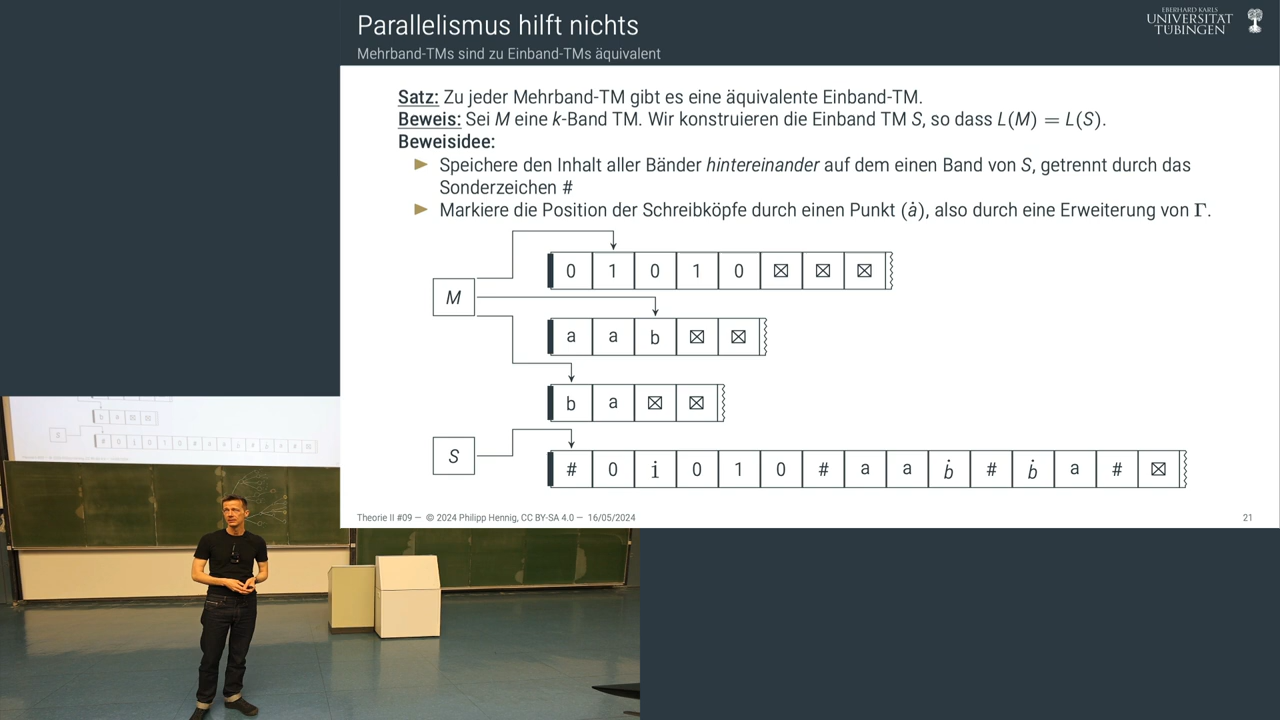 Parallelismus hilft nichts
Mehrband-TMs sind zu Einband-TMs äquivalent
EBERHARD KARLS
UNIVERSITÄT
TÜBINGEN
Satz: Zu jeder Mehrband-TM gibt es eine äquivalente Einband-TM.
Beweis: Sei M eine k-Band TM. Wir konstruieren die Einband TM S, so dass L(M) = L(S).
Beweisidee:
Speichere den Inhalt aller Bänder hintereinander auf dem einen Band von S, getrennt durch das
Sonderzeichen #
Markiere die Position der Schreibköpfe durch einen Punkt (ȧ), also durch eine Erweiterung von Γ.
0 1 0 1 0 ☒ ☒ ☒
M
a a b ☒ ☒
b a ☒ ☒
S
# 0 1̇ 0 1 0 # a a ḃ # ḃ a # ☒
Theorie II #09 — © 2024 Philipp Hennig, CC BY-SA 4.0 — 16/05/2024
21